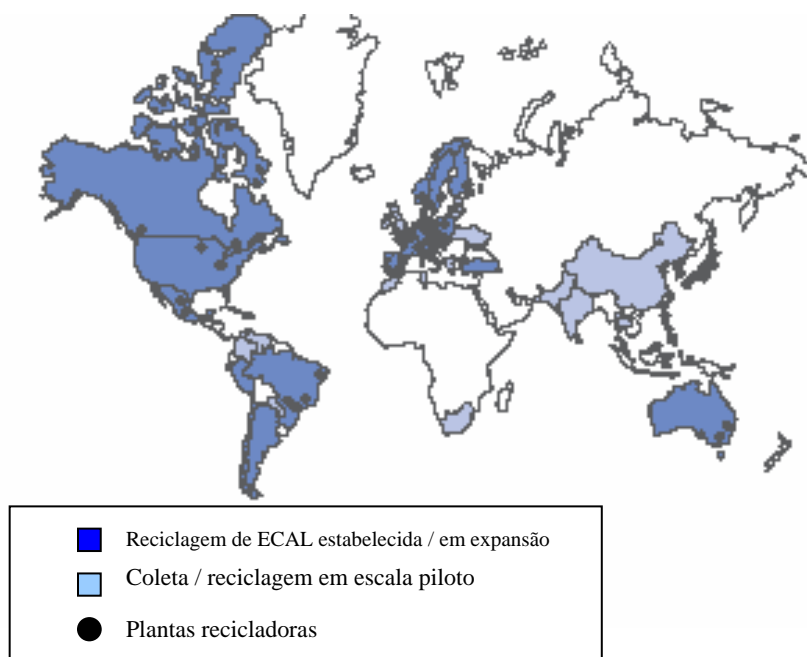 Reciclagem de ECAL estabelecida / em expansão
Coleta / reciclagem em escala piloto
Plantas recicladoras